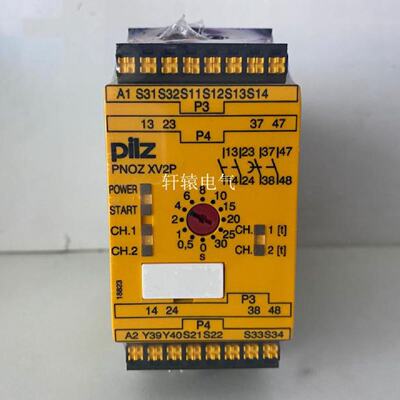 A1 S31 S32 S11 S12 S13 S14
P3
13 23 37 47
P4
pilz
PNOZ XV2P
13 23 37 47
14 24 38 48
POWER
START
CH.1
CH.2
轩辕电气
8
6
10
4
15
2
20
1
25
0,5
30
0
s
CH. 1 [t]
2 [t]
18823
P3
14 24 38 48
P4
A2 Y39 Y40 S21 S22 S33 S34